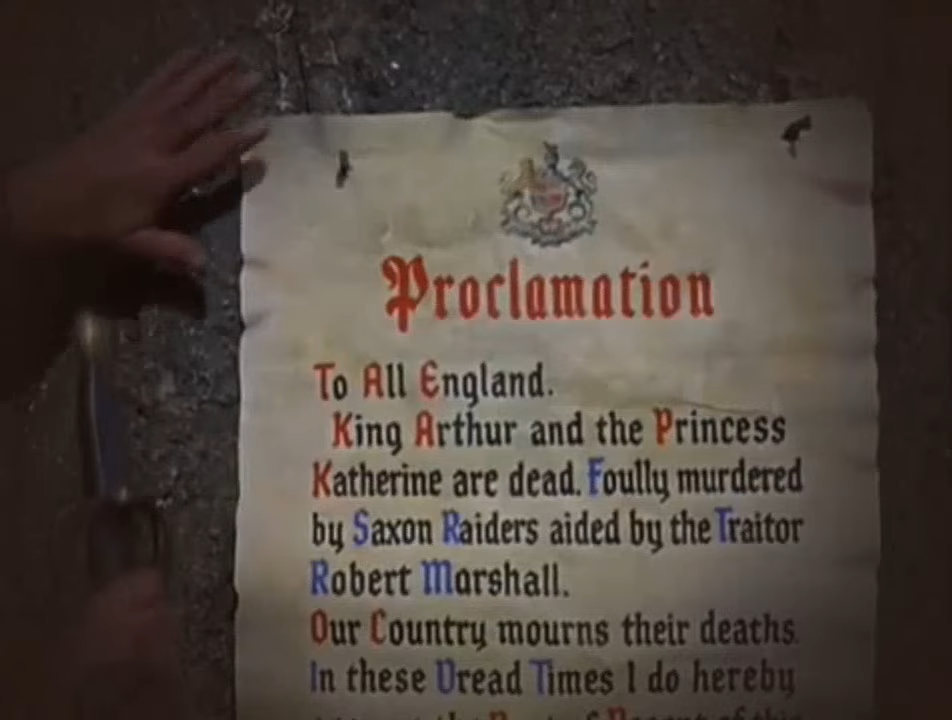 Proclamation
To All England.
King Arthur and the Princess
Katherine are dead. Foully murdered
by Saxon Raiders aided by the Traitor
Robert Marshall.
Our Country mourns their deaths.
In these Dread Times I do hereby